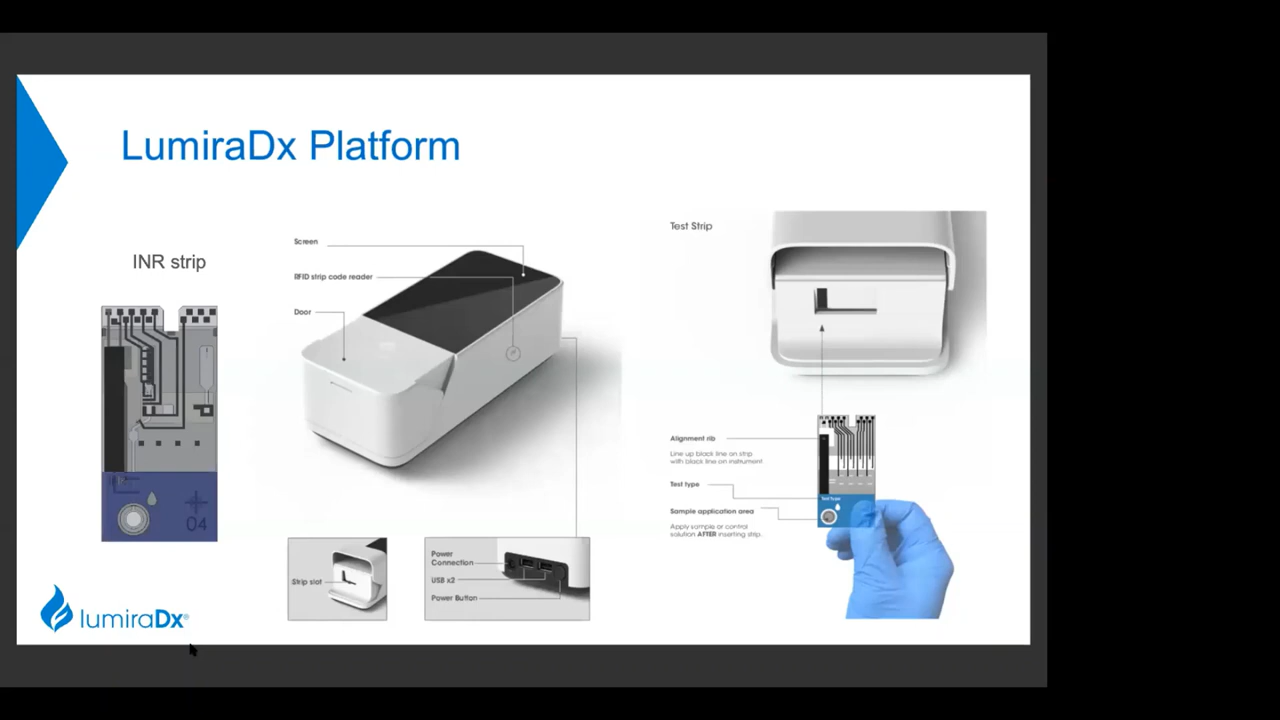 LumiraDx Platform
INR strip
04
Screen
RFID strip code reader
Door
Strip slot
Power
Connection
USB x2
Power Button
Test Strip
Alignment rib
Line up black line on strip
with black line on instrument
Test type
Sample application area
Apply sample or control
solution AFTER inserting strip.
Test type
lumiraDx®